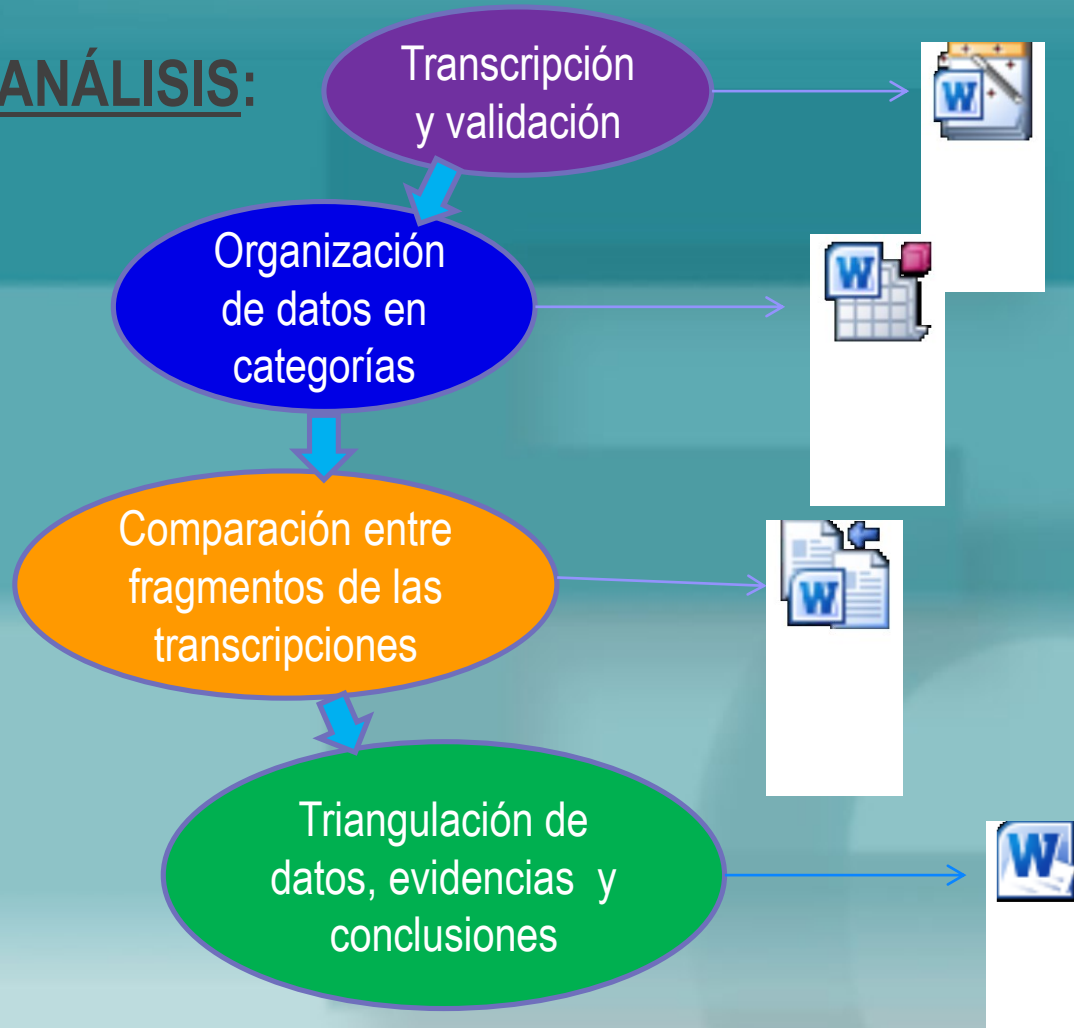 ANÁLISIS:
Transcripción
y validación
W
Organización
de datos en
categorías
W
Comparación entre
fragmentos de las
transcripciones
W
Triangulación de
datos, evidencias y
conclusiones
W